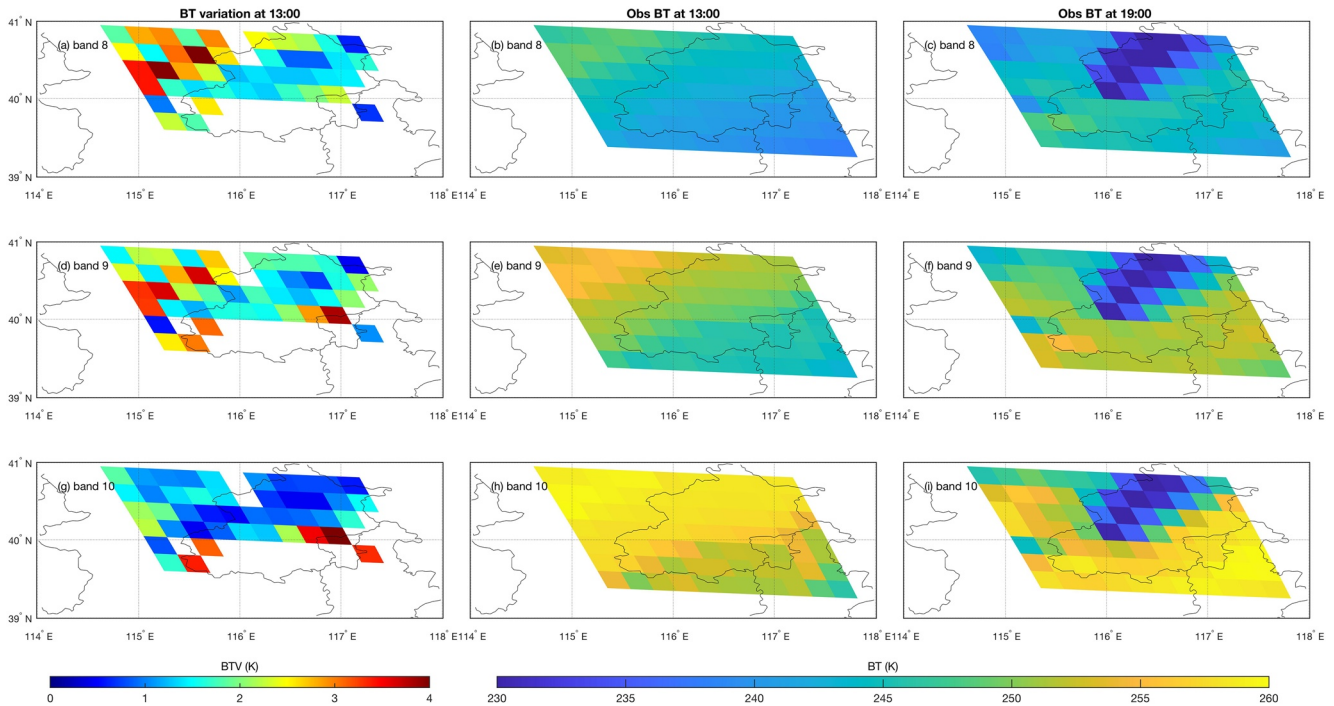 BT variation at 13:00
Obs BT at 13:00
Obs BT at 19:00
41° N
(a) band 8
(b) band 8
(c) band 8
40° N
39° N
114° E 115° E 116° E 117° E 118° E
114° E 115° E 116° E 117° E 118° E
114° E 115° E 116° E 117° E 118° E
41° N
(d) band 9
(e) band 9
(f) band 9
40° N
39° N
114° E 115° E 116° E 117° E 118° E
114° E 115° E 116° E 117° E 118° E
114° E 115° E 116° E 117° E 118° E
41° N
(g) band 10
(h) band 10
(i) band 10
40° N
39° N
114° E 115° E 116° E 117° E 118° E
114° E 115° E 116° E 117° E 118° E
114° E 115° E 116° E 117° E 118° E
BTV (K)
0 1 2 3 4
BT (K)
230 235 240 245 250 255 260